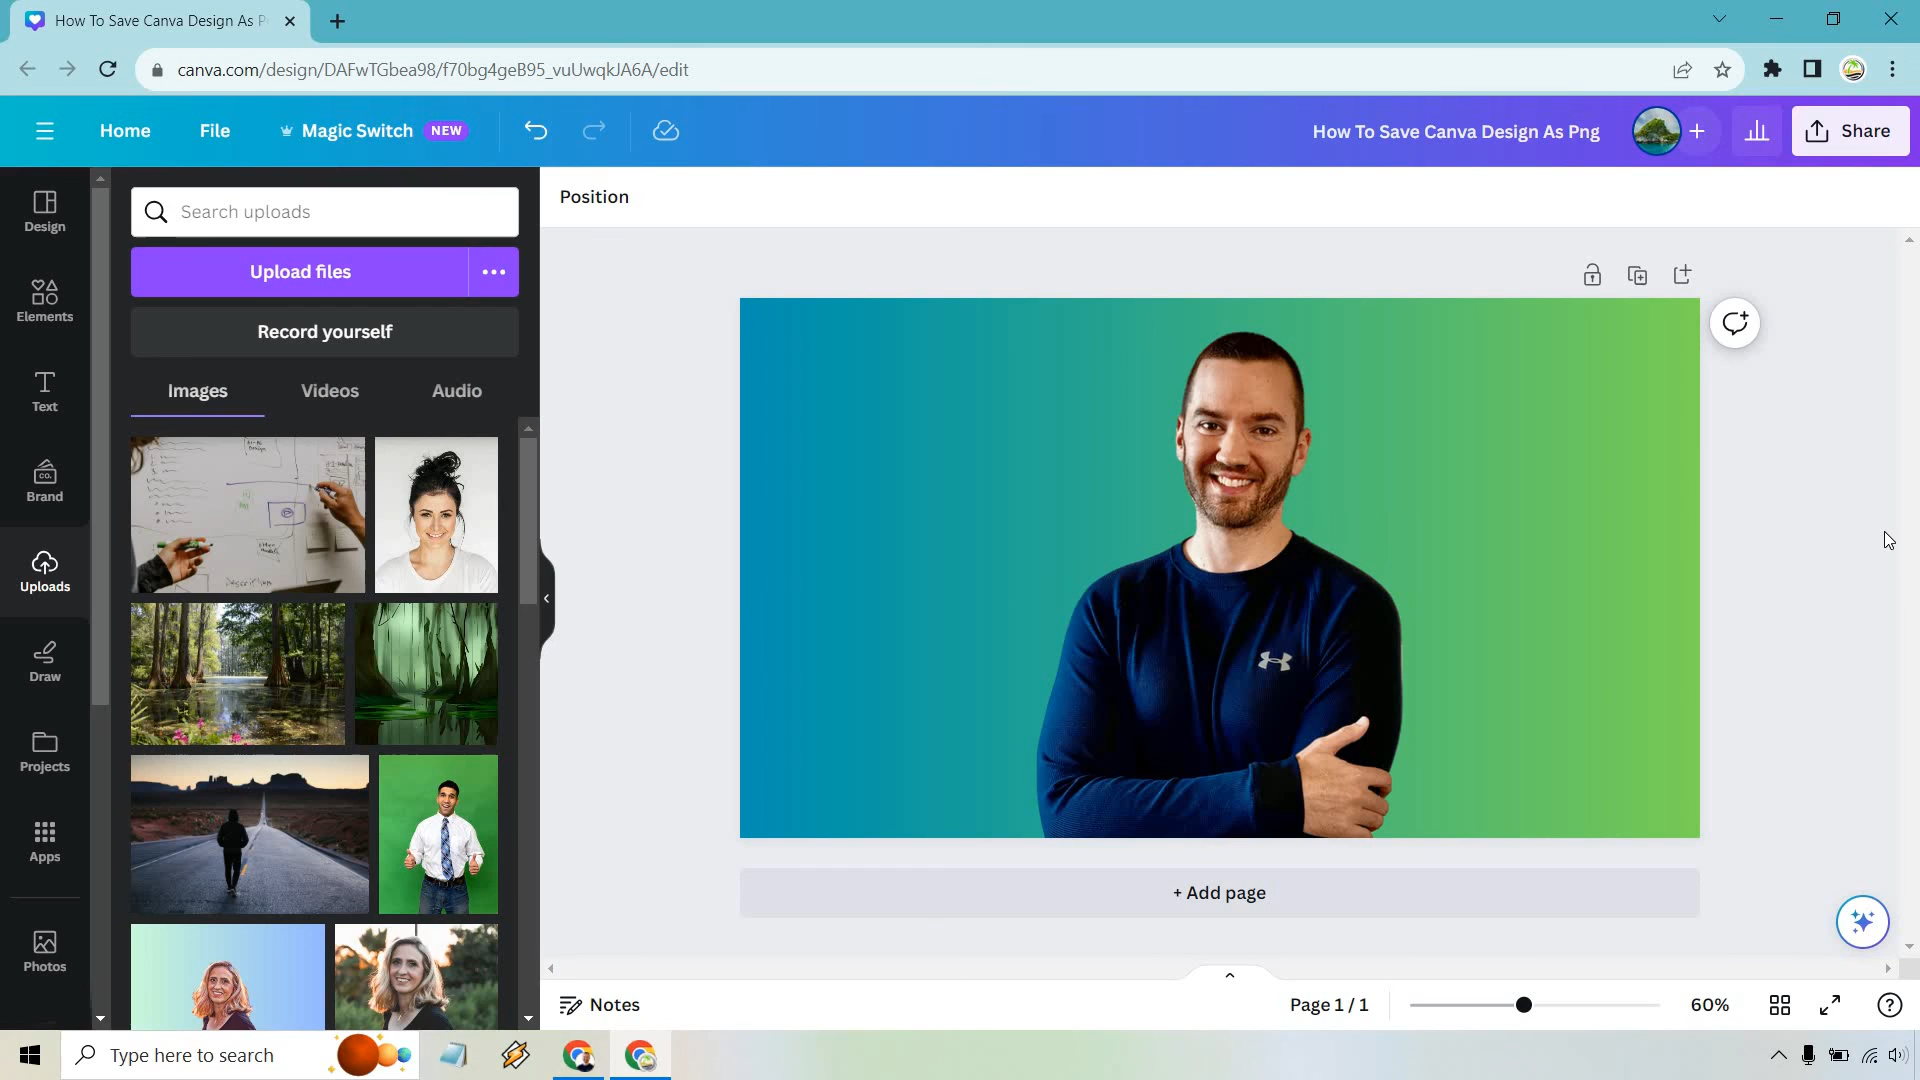 How To Save Canva Design As P
canva.com/design/DAFwTGbea98/f70bg4geB95_vuUwqkJA6A/edit
Home
File
Magic Switch
NEW
How To Save Canva Design As Png
Share
Design
Elements
Text
Brand
CO.
Uploads
Draw
Projects
Apps
Photos
Search uploads
Upload files
Record yourself
Images
Videos
Audio
Position
+ Add page
Notes
Page 1 / 1
60%
Type here to search